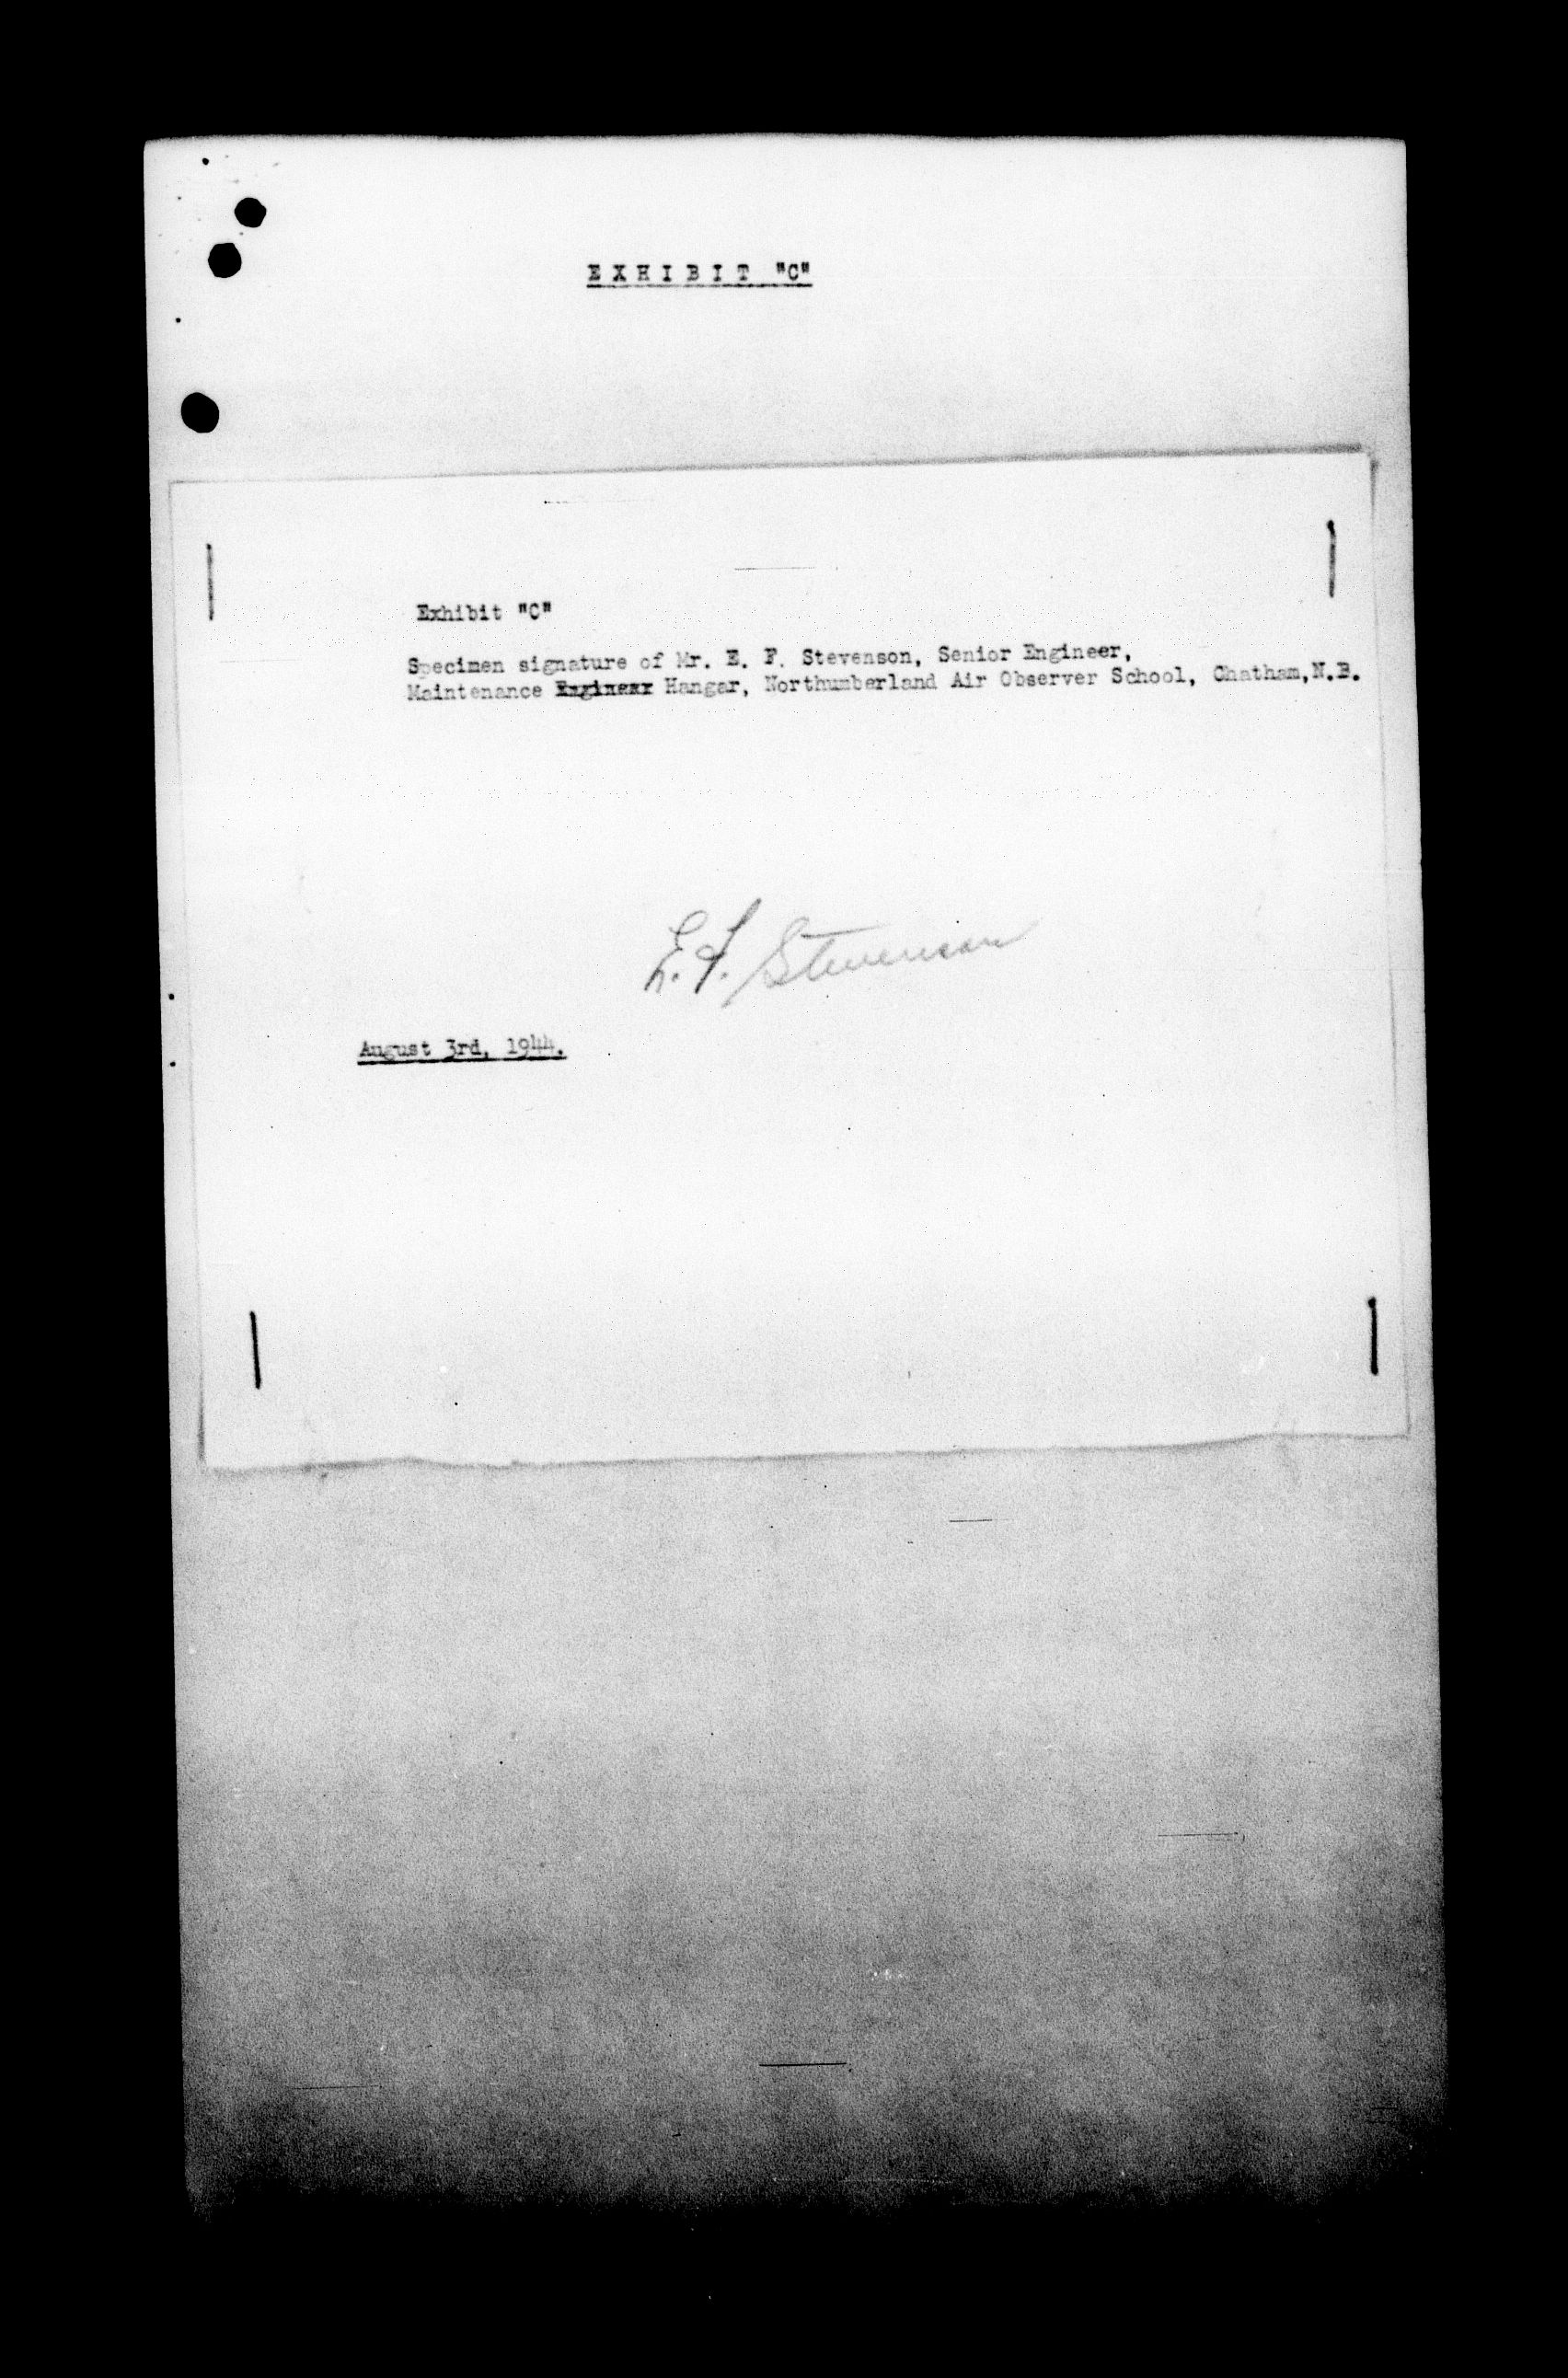 EXHIBIT "C"
Exhibit "C"
Specimen signature of Mr. E. F. Stevenson, Senior Engineer,
Maintenance Engineer Hangar, Northumberland Air Observer School, Chatham,N.B.
E. F. Stevenson
August 3rd, 1944.